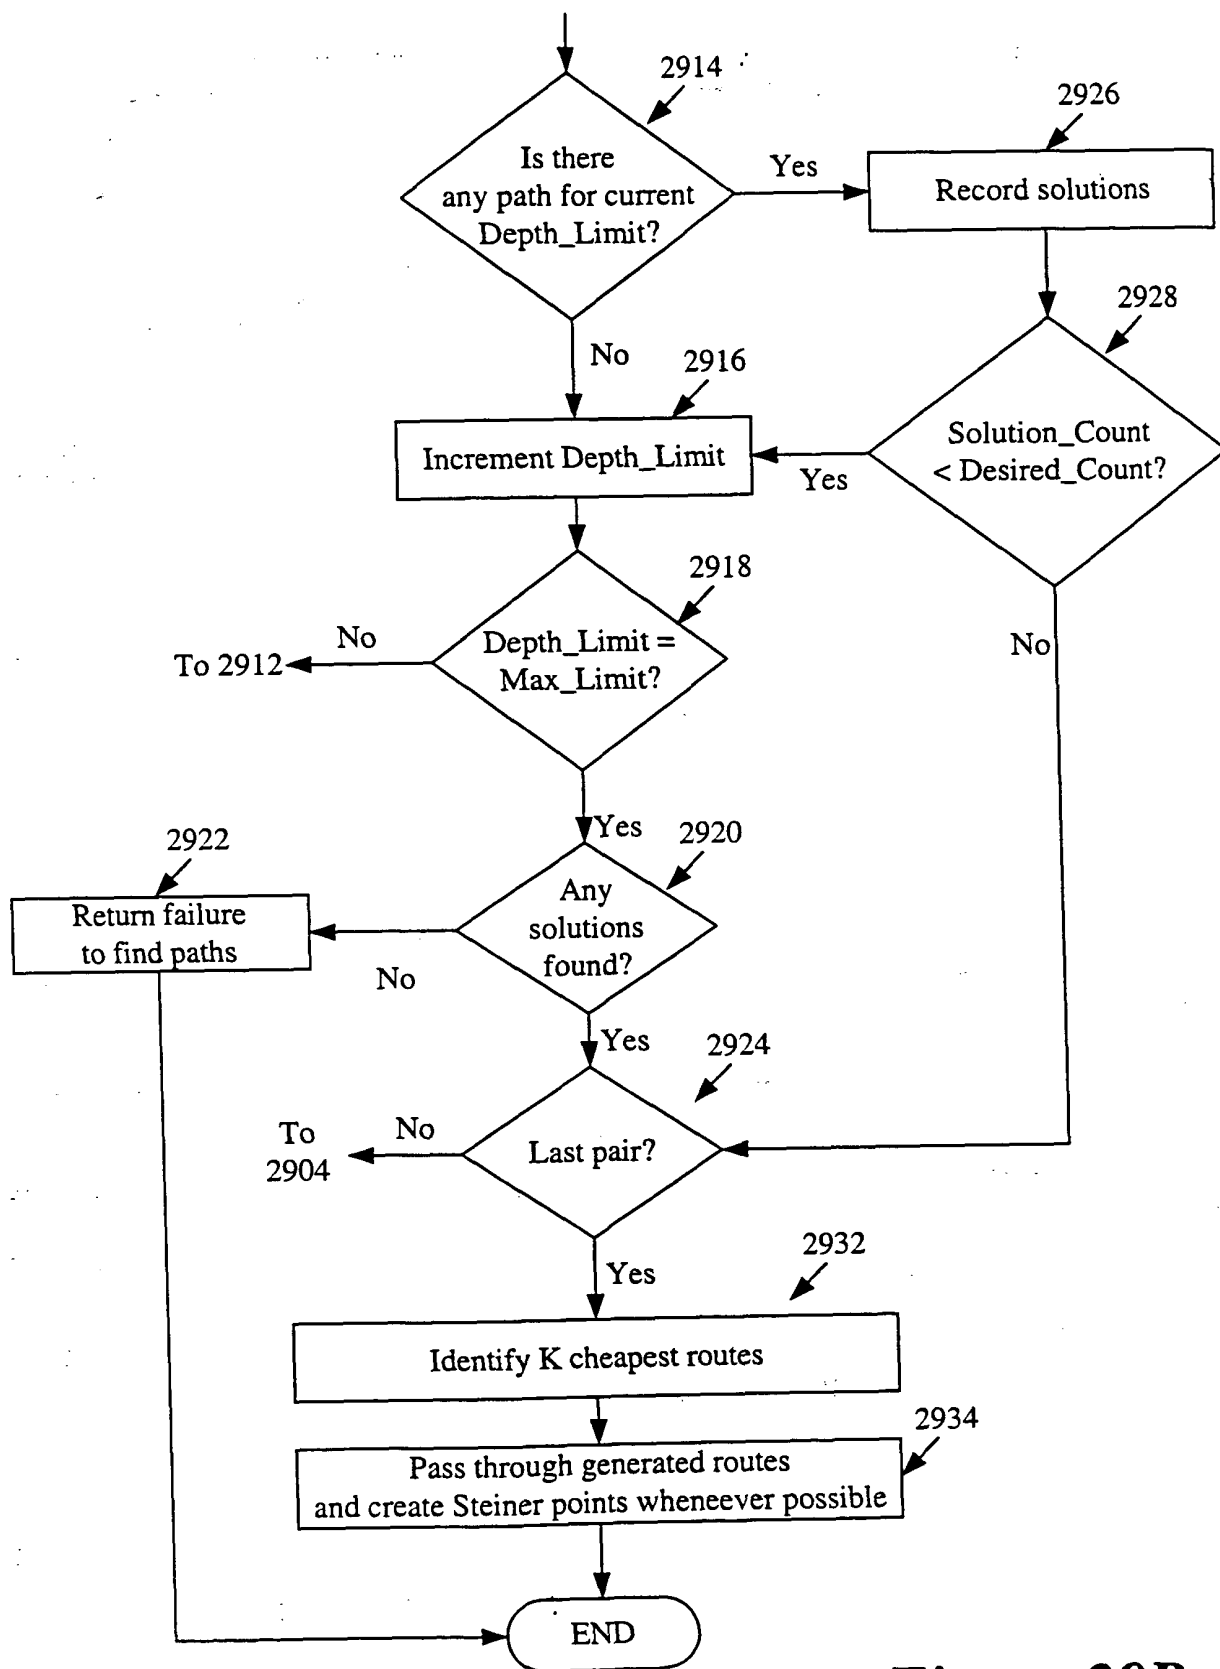 2914
Is there
any path for current
Depth_Limit?
Yes
2926
Record solutions
No
2916
Increment Depth_Limit
2928
Solution_Count
< Desired_Count?
Yes
No
2918
Depth_Limit =
Max_Limit?
No
To 2912
Yes
2920
Any
solutions
found?
2922
Return failure
to find paths
No
Yes
2924
Last pair?
No
To
2904
Yes
2932
Identify K cheapest routes
2934
Pass through generated routes
and create Steiner points wheneever possible
END